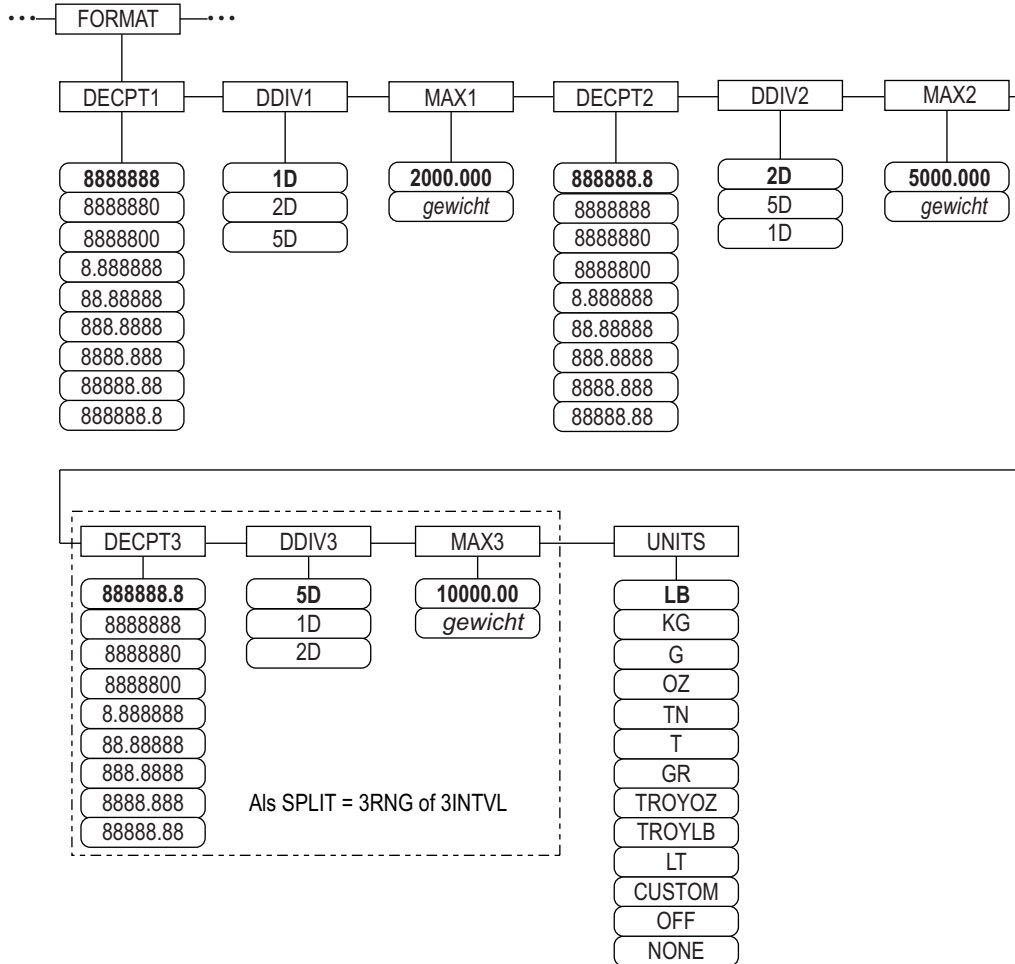 ••• FORMAT •••
DECPT1 DDIV1 MAX1 DECPT2 DDIV2 MAX2
8888888 1D 2000.000 888888.8 2D 5000.000
8888880 2D gewicht 8888888 5D gewicht
8888800 5D 8888880 1D
8.888888 8888800
88.88888 8.888888
888.8888 88.88888
8888.888 888.8888
88888.88 8888.888
888888.8 88888.88
DECPT3 DDIV3 MAX3 UNITS
888888.8 5D 10000.00 LB
8888888 1D gewicht KG
8888880 2D G
8888800 OZ
8.888888 TN
88.88888 T
888.8888 GR
8888.888 Als SPLIT = 3RNG of 3INTVL TROYOZ
88888.88 TROYLB
LT
CUSTOM
OFF
NONE